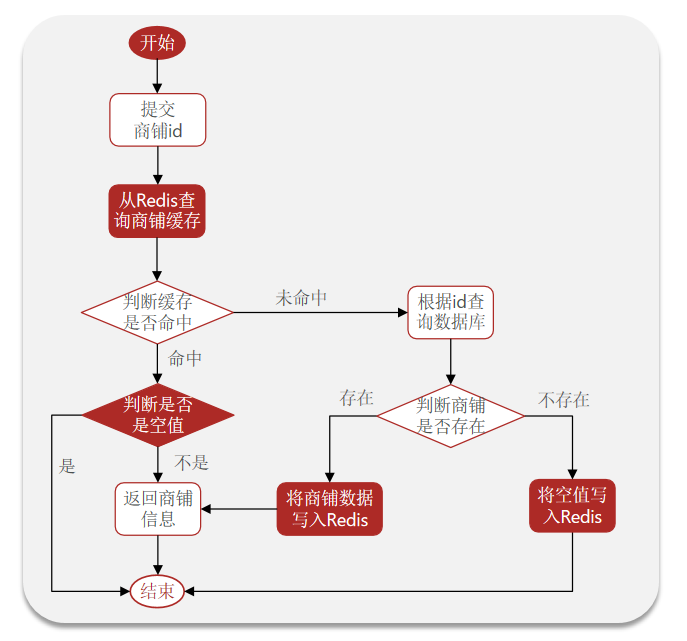 开始
提交
商铺id
从Redis查
询商铺缓存
判断缓存
是否命中
未命中
根据id查
询数据库
命中
判断是否
是空值
存在
判断商铺
是否存在
不存在
是
不是
返回商铺
信息
将商铺数据
写入Redis
将空值写
入Redis
结束